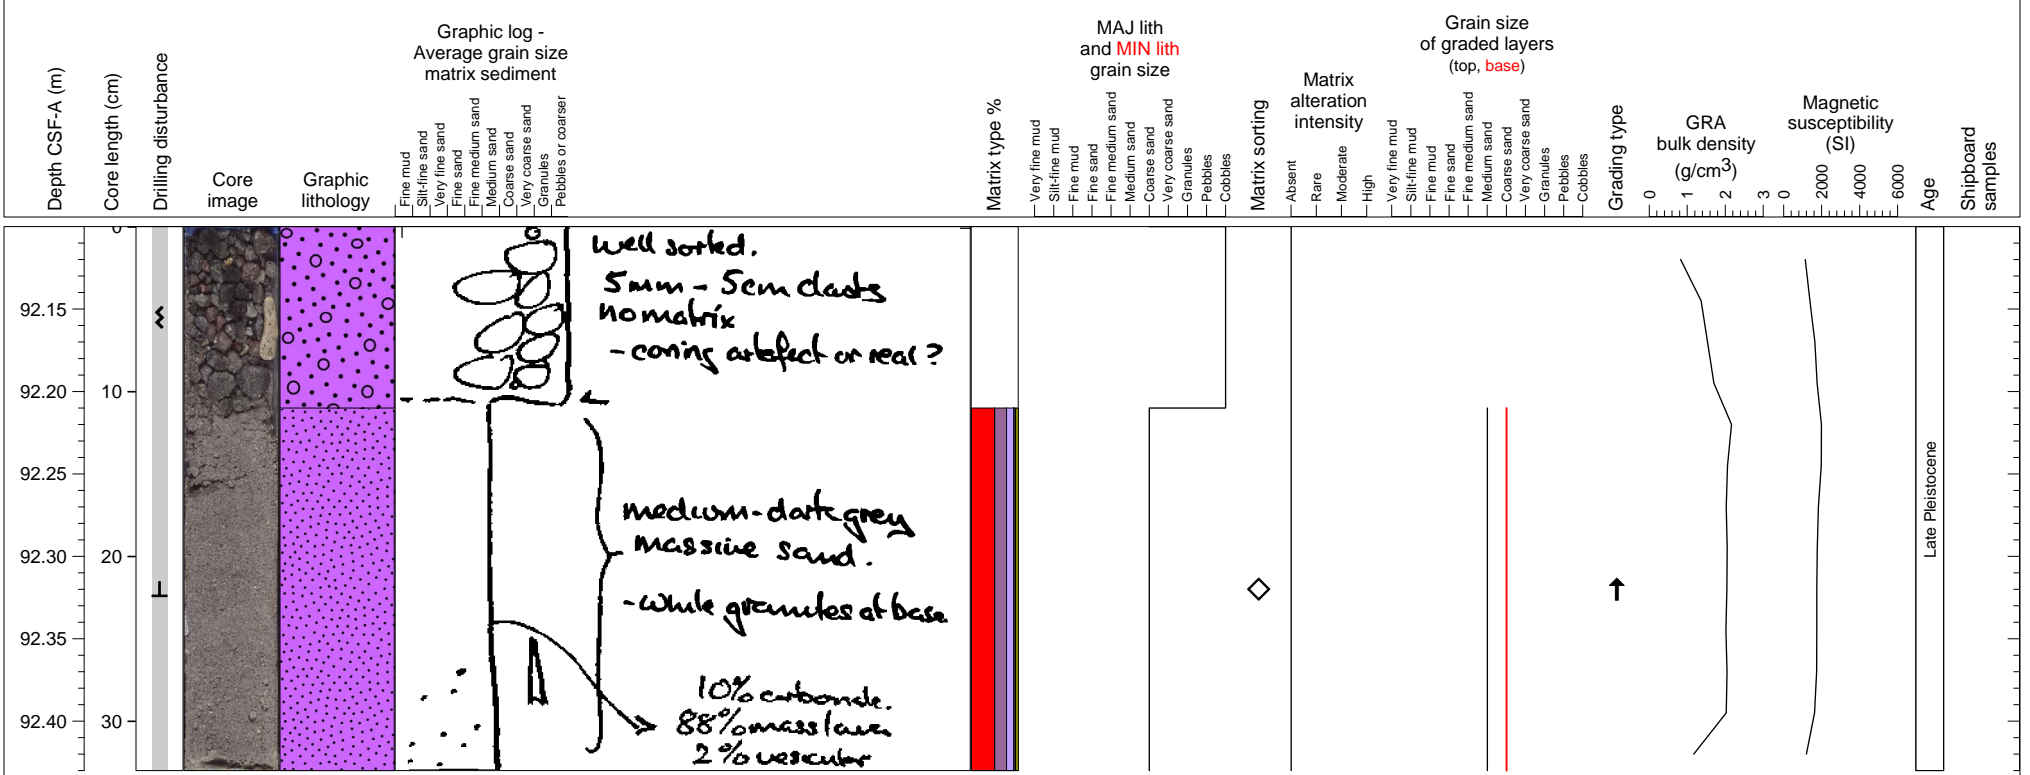 Graphic log -
Average grain size
matrix sediment
MAJ lith
and MIN lith
grain size
Grain size
of graded layers
(top, base)
Matrix
alteration
intensity
GRA
bulk density
(g/cm3)
Magnetic
susceptibility
(SI)
Depth CSF-A (m)
Core length (cm)
Drilling disturbance
Core
image
Graphic
lithology
Fine mud
Silt-fine sand
Very fine sand
Fine sand
Fine medium sand
Medium sand
Coarse sand
Very coarse sand
Granules
Pebbles or coarser
Matrix type %
Very fine mud
Silt-fine mud
Fine mud
Fine sand
Fine medium sand
Medium sand
Coarse sand
Very coarse sand
Granules
Pebbles
Cobbles
Matrix sorting
Absent
Rare
Moderate
High
Very fine mud
Silt-fine mud
Fine mud
Fine sand
Fine medium sand
Medium sand
Coarse sand
Very coarse sand
Granules
Pebbles
Cobbles
Grading type
0 1 2 3
0 2000 4000 6000
Age
Shipboard
samples
0
92.15
92.20 10
92.25
92.30 20
92.35
92.40 30
well sorted.
5mm - 5cm clasts
no matrix
- coring artefact or real?
medium-dark grey
massive sand.
- white granules at base
10% carbonate.
88% mass lava
2% vesicular
Late Pleistocene